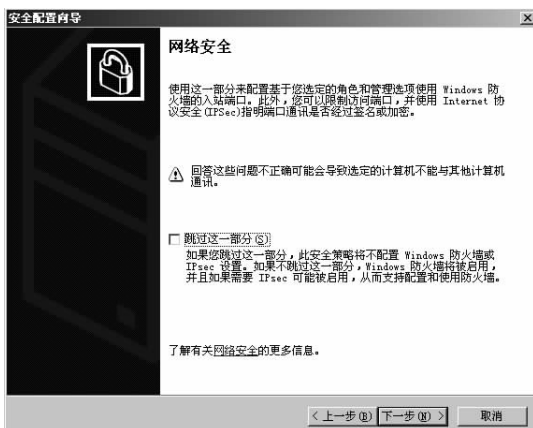 安全配置向导
网络安全
使用这一部分来配置基于您选定的角色和管理选项使用 Windows 防
火墙的入站端口。此外，您可以限制访问端口，并使用 Internet 协
议安全(IPSec)指明端口通讯是否经过签名或加密。
回答这些问题不正确可能会导致选定的计算机不能与其他计算机
通讯。
跳过这一部分(S)
如果您跳过这一部分，此安全策略将不配置 Windows 防火墙或
IPsec 设置。如果不跳过这一部分，Windows 防火墙将被启用，
并且如果需要 IPsec 可能被启用，从而支持配置和使用防火墙。
了解有关网络安全的更多信息。
< 上一步(B) 下一步(N) > 取消